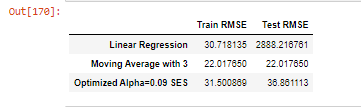 Out[170]:
Train RMSE Test RMSE
Linear Regression 30.718135 2888.216761
Moving Average with 3 22.017650 22.017650
Optimized Alpha=0.09 SES 31.500869 36.861113